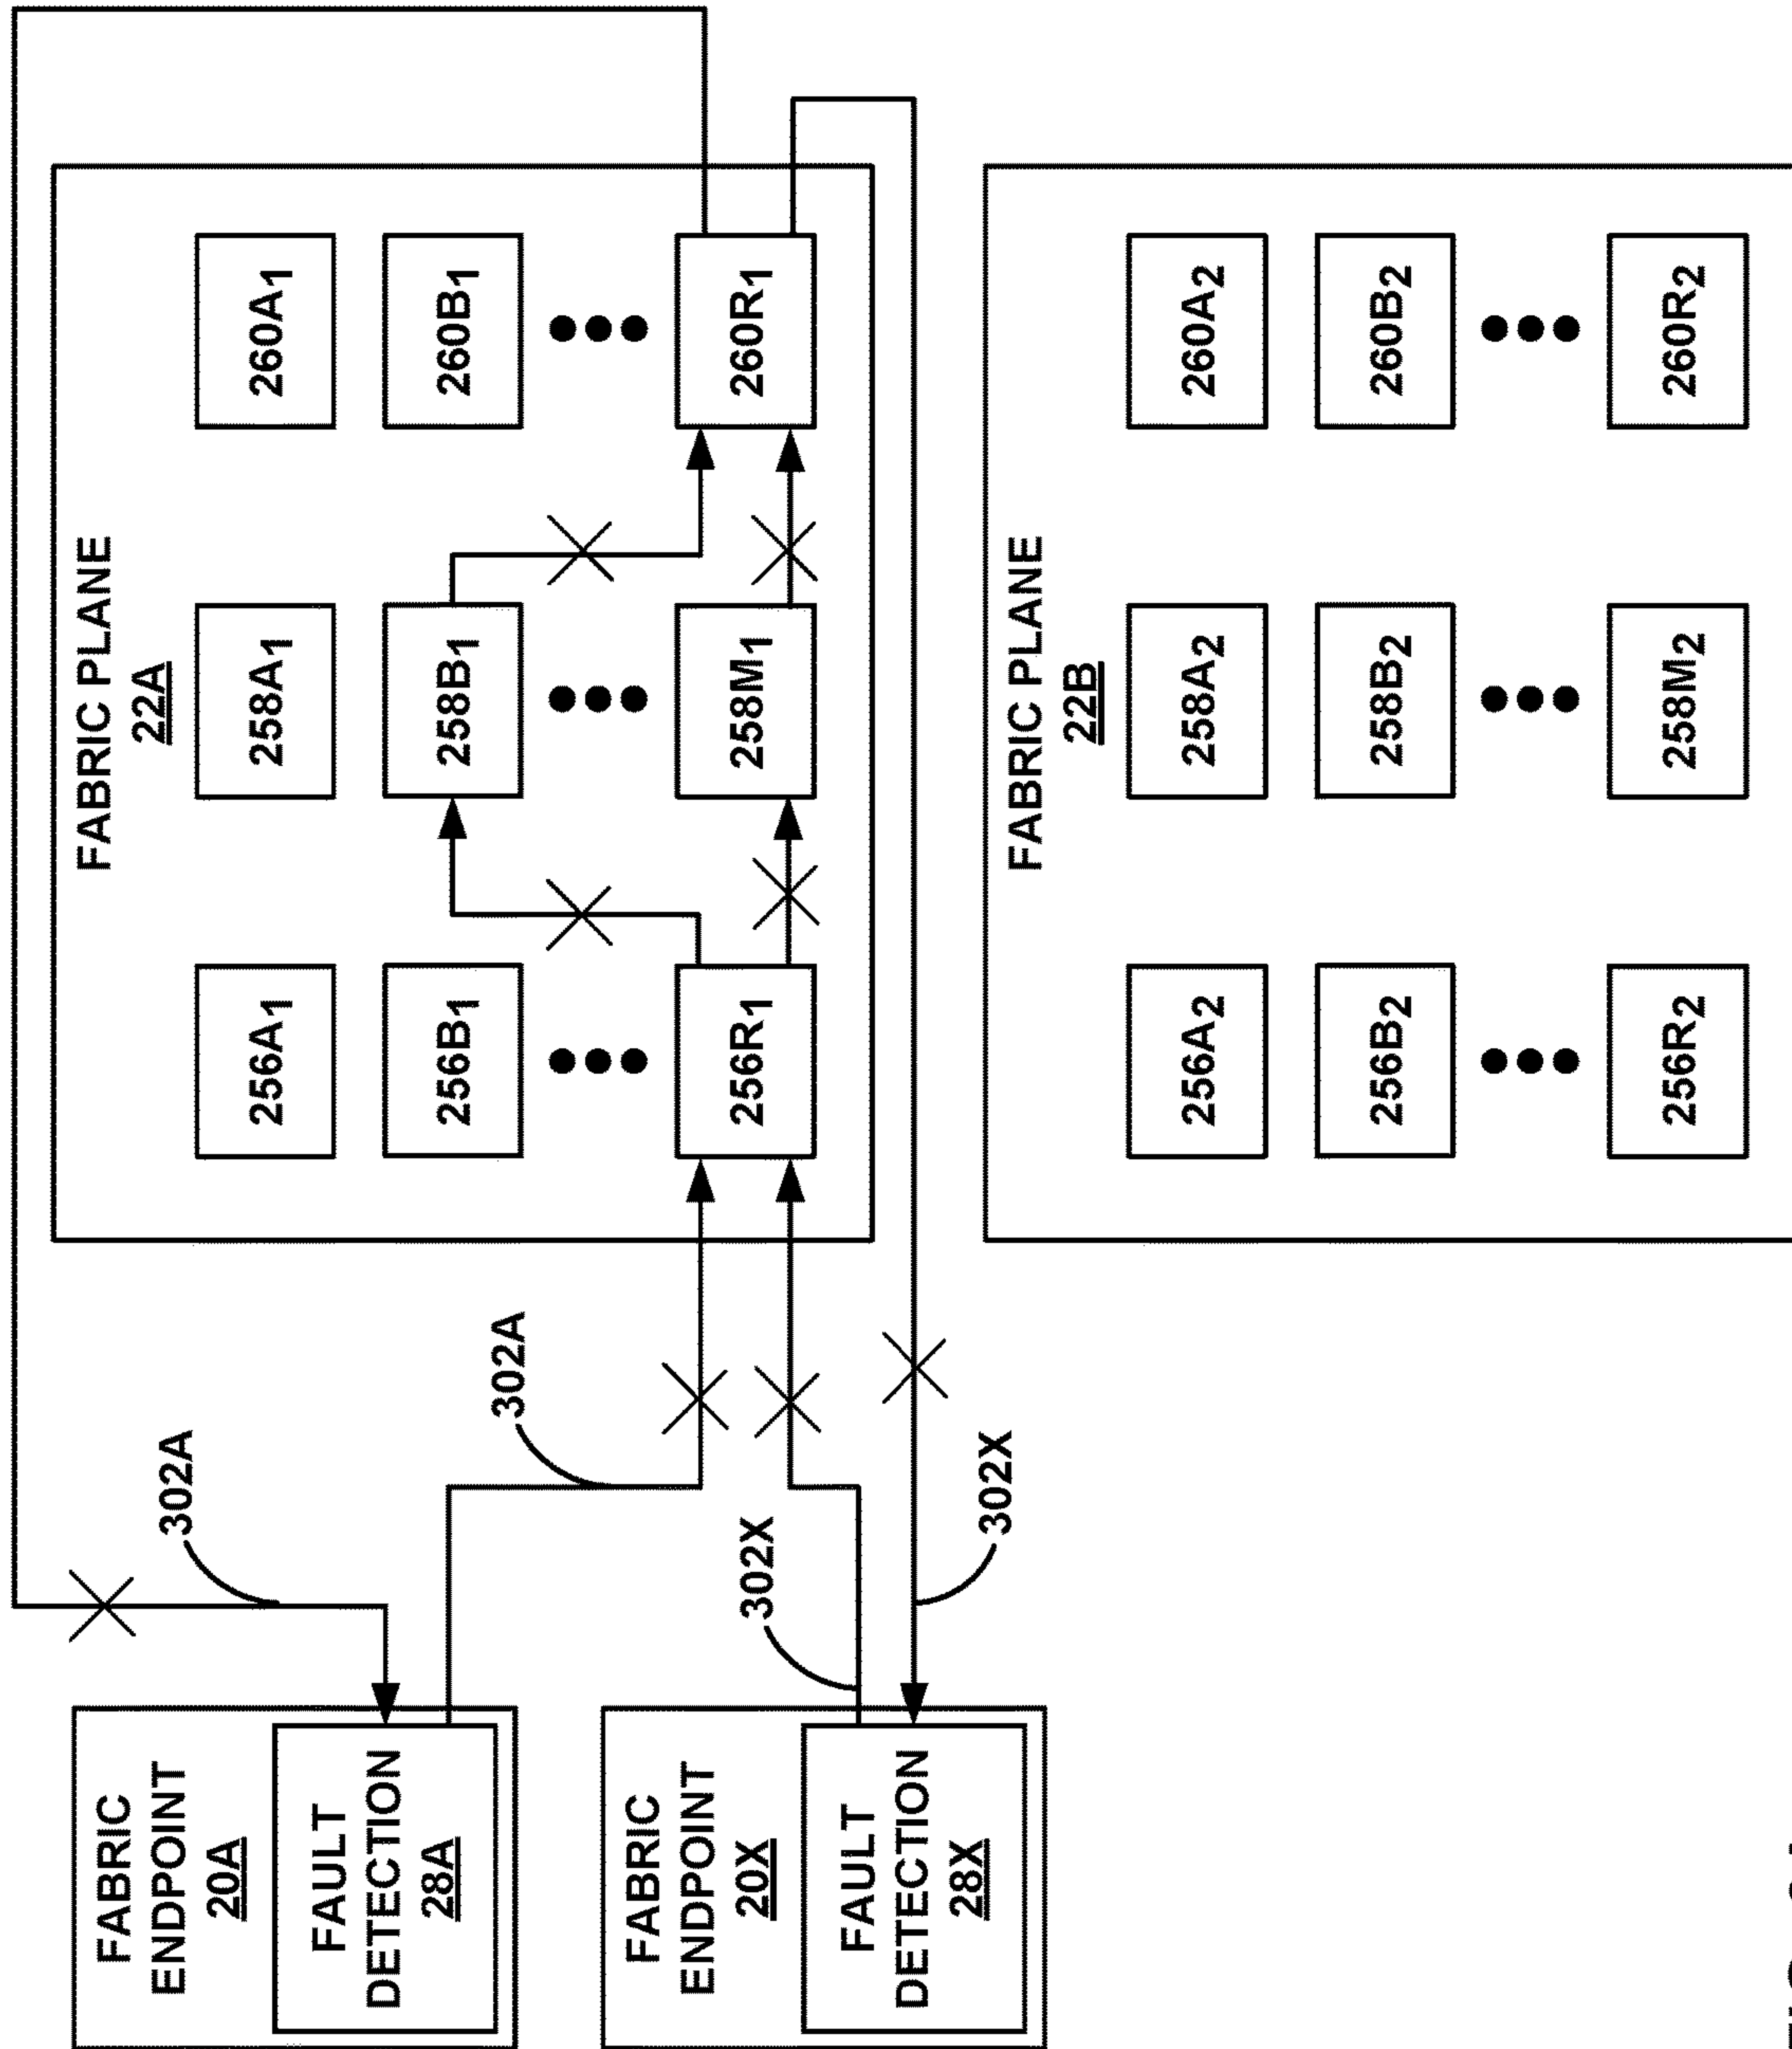 FABRIC
ENDPOINT
20A
FAULT
DETECTION
28A
FABRIC
ENDPOINT
20X
FAULT
DETECTION
28X
302A
302A
302X
302X
FABRIC PLANE
22A
256A₁
258A₁
260A₁
256B₁
258B₁
260B₁
256R₁
258M₁
260R₁
FABRIC PLANE
22B
256A₂
258A₂
260A₂
256B₂
258B₂
260B₂
256R₂
258M₂
260R₂